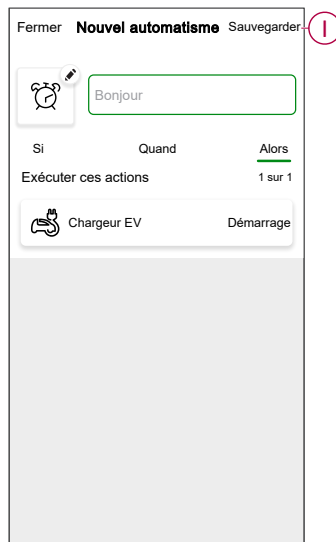 Fermer Nouvel automatisme Sauvegarder I
Bonjour
Si Quand Alors
Exécuter ces actions 1 sur 1
Chargeur EV Démarrage